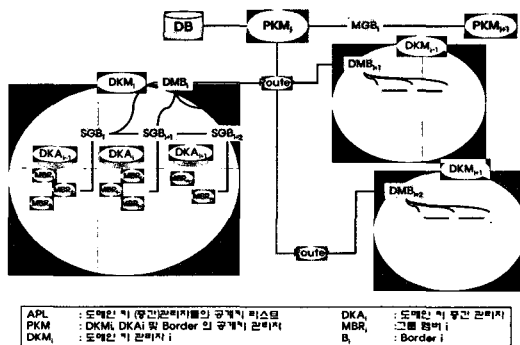 DB
PKMᵢ
MGBᵢ
PKMᵢ₊₁
DKMᵢ
DMBᵢ
route
DKMᵢ₋₁
DMBᵢ₊₁
SGBᵢ
SGBᵢ₊₁
SGBᵢ₊₂
DKAᵢ₋₁
DKAᵢ
DKAᵢ₊₁
DKMᵢ₊₁
DMBᵢ₊₂
route
APL : 도메인 키 (중간)관리자들의 공개키 리스트
PKM : DKMi, DKAi 및 Border 의 공개키 관리자
DKMᵢ : 도메인 키 관리자 i
DKAᵢ : 도메인 키 중간 관리자
MBRᵢ : 그룹 멤버 i
Bᵢ : Border i